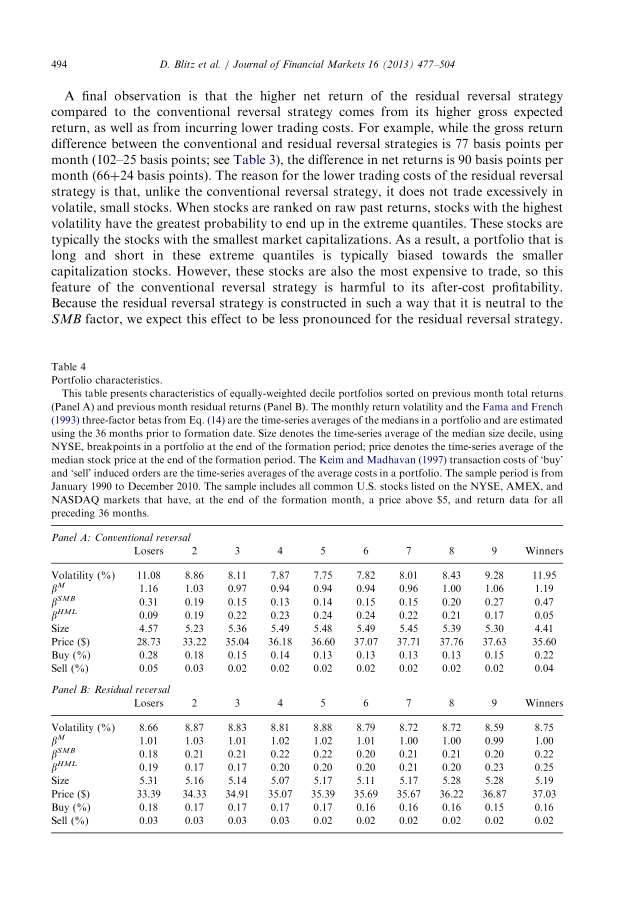 494
D. Blitz et al. / Journal of Financial Markets 16 (2013) 477–504
A final observation is that the higher net return of the residual reversal strategy
compared to the conventional reversal strategy comes from its higher gross expected
return, as well as from incurring lower trading costs. For example, while the gross return
difference between the conventional and residual reversal strategies is 77 basis points per
month (102–25 basis points; see Table 3), the difference in net returns is 90 basis points per
month (66+24 basis points). The reason for the lower trading costs of the residual reversal
strategy is that, unlike the conventional reversal strategy, it does not trade excessively in
volatile, small stocks. When stocks are ranked on raw past returns, stocks with the highest
volatility have the greatest probability to end up in the extreme quantiles. These stocks are
typically the stocks with the smallest market capitalizations. As a result, a portfolio that is
long and short in these extreme quantiles is typically biased towards the smaller
capitalization stocks. However, these stocks are also the most expensive to trade, so this
feature of the conventional reversal strategy is harmful to its after-cost profitability.
Because the residual reversal strategy is constructed in such a way that it is neutral to the
SMB factor, we expect this effect to be less pronounced for the residual reversal strategy.
Table 4
Portfolio characteristics.
This table presents characteristics of equally-weighted decile portfolios sorted on previous month total returns
(Panel A) and previous month residual returns (Panel B). The monthly return volatility and the Fama and French
(1993) three-factor betas from Eq. (14) are the time-series averages of the medians in a portfolio and are estimated
using the 36 months prior to formation date. Size denotes the time-series average of the median size decile, using
NYSE, breakpoints in a portfolio at the end of the formation period; price denotes the time-series average of the
median stock price at the end of the formation period. The Keim and Madhavan (1997) transaction costs of ‘buy’
and ‘sell’ induced orders are the time-series averages of the average costs in a portfolio. The sample period is from
January 1990 to December 2010. The sample includes all common U.S. stocks listed on the NYSE, AMEX, and
NASDAQ markets that have, at the end of the formation month, a price above $5, and return data for all
preceding 36 months.
Panel A: Conventional reversal
Losers 2 3 4 5 6 7 8 9 Winners
Volatility (%) 11.08 8.86 8.11 7.87 7.75 7.82 8.01 8.43 9.28 11.95
β^M 1.16 1.03 0.97 0.94 0.94 0.94 0.96 1.00 1.06 1.19
β^SMB 0.31 0.19 0.15 0.13 0.14 0.15 0.15 0.20 0.27 0.47
β^HML 0.09 0.19 0.22 0.23 0.24 0.24 0.22 0.21 0.17 0.05
Size 4.57 5.23 5.36 5.49 5.48 5.49 5.45 5.39 5.30 4.41
Price ($) 28.73 33.22 35.04 36.18 36.60 37.07 37.71 37.76 37.63 35.60
Buy (%) 0.28 0.18 0.15 0.14 0.13 0.13 0.13 0.13 0.15 0.22
Sell (%) 0.05 0.03 0.02 0.02 0.02 0.02 0.02 0.02 0.02 0.04
Panel B: Residual reversal
Losers 2 3 4 5 6 7 8 9 Winners
Volatility (%) 8.66 8.87 8.83 8.81 8.88 8.79 8.72 8.72 8.59 8.75
β^M 1.01 1.03 1.01 1.02 1.02 1.01 1.00 1.00 0.99 1.00
β^SMB 0.18 0.21 0.21 0.22 0.22 0.20 0.21 0.21 0.20 0.22
β^HML 0.19 0.17 0.17 0.20 0.20 0.20 0.21 0.20 0.23 0.25
Size 5.31 5.16 5.14 5.07 5.17 5.11 5.17 5.28 5.28 5.19
Price ($) 33.39 34.33 34.91 35.07 35.39 35.69 35.67 36.22 36.87 37.03
Buy (%) 0.18 0.17 0.17 0.17 0.17 0.16 0.16 0.16 0.15 0.16
Sell (%) 0.03 0.03 0.03 0.03 0.02 0.02 0.02 0.02 0.02 0.02